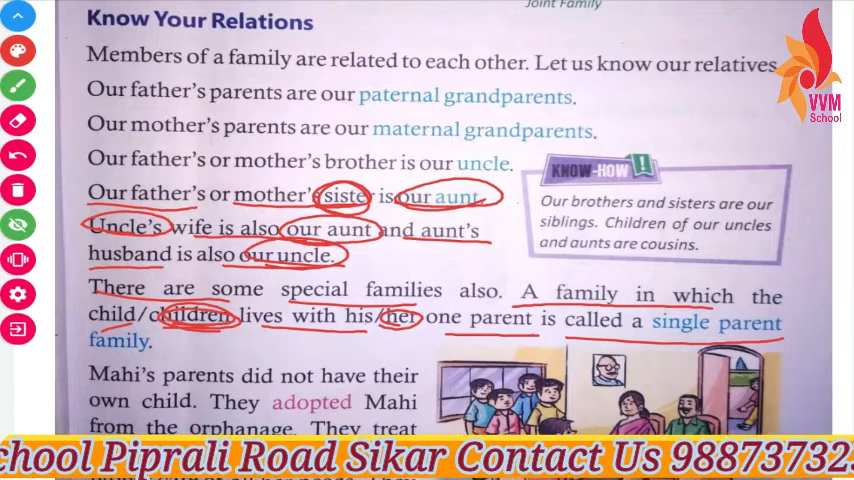 Joint Family
Know Your Relations
Members of a family are related to each other. Let us know our relatives
Our father's parents are our paternal grandparents.
Our mother's parents are our maternal grandparents.
Our father's or mother's brother is our uncle.
Our father's or mother's sister is our aunt.
Uncle's wife is also our aunt and aunt's
husband is also our uncle.
KNOW-HOW !
Our brothers and sisters are our
siblings. Children of our uncles
and aunts are cousins.
There are some special families also. A family in which the
child/children lives with his/her one parent is called a single parent
family.
Mahi's parents did not have their
own child. They adopted Mahi
from the orphanage. They treat
VVM
School
chool Piprali Road Sikar Contact Us 98873732